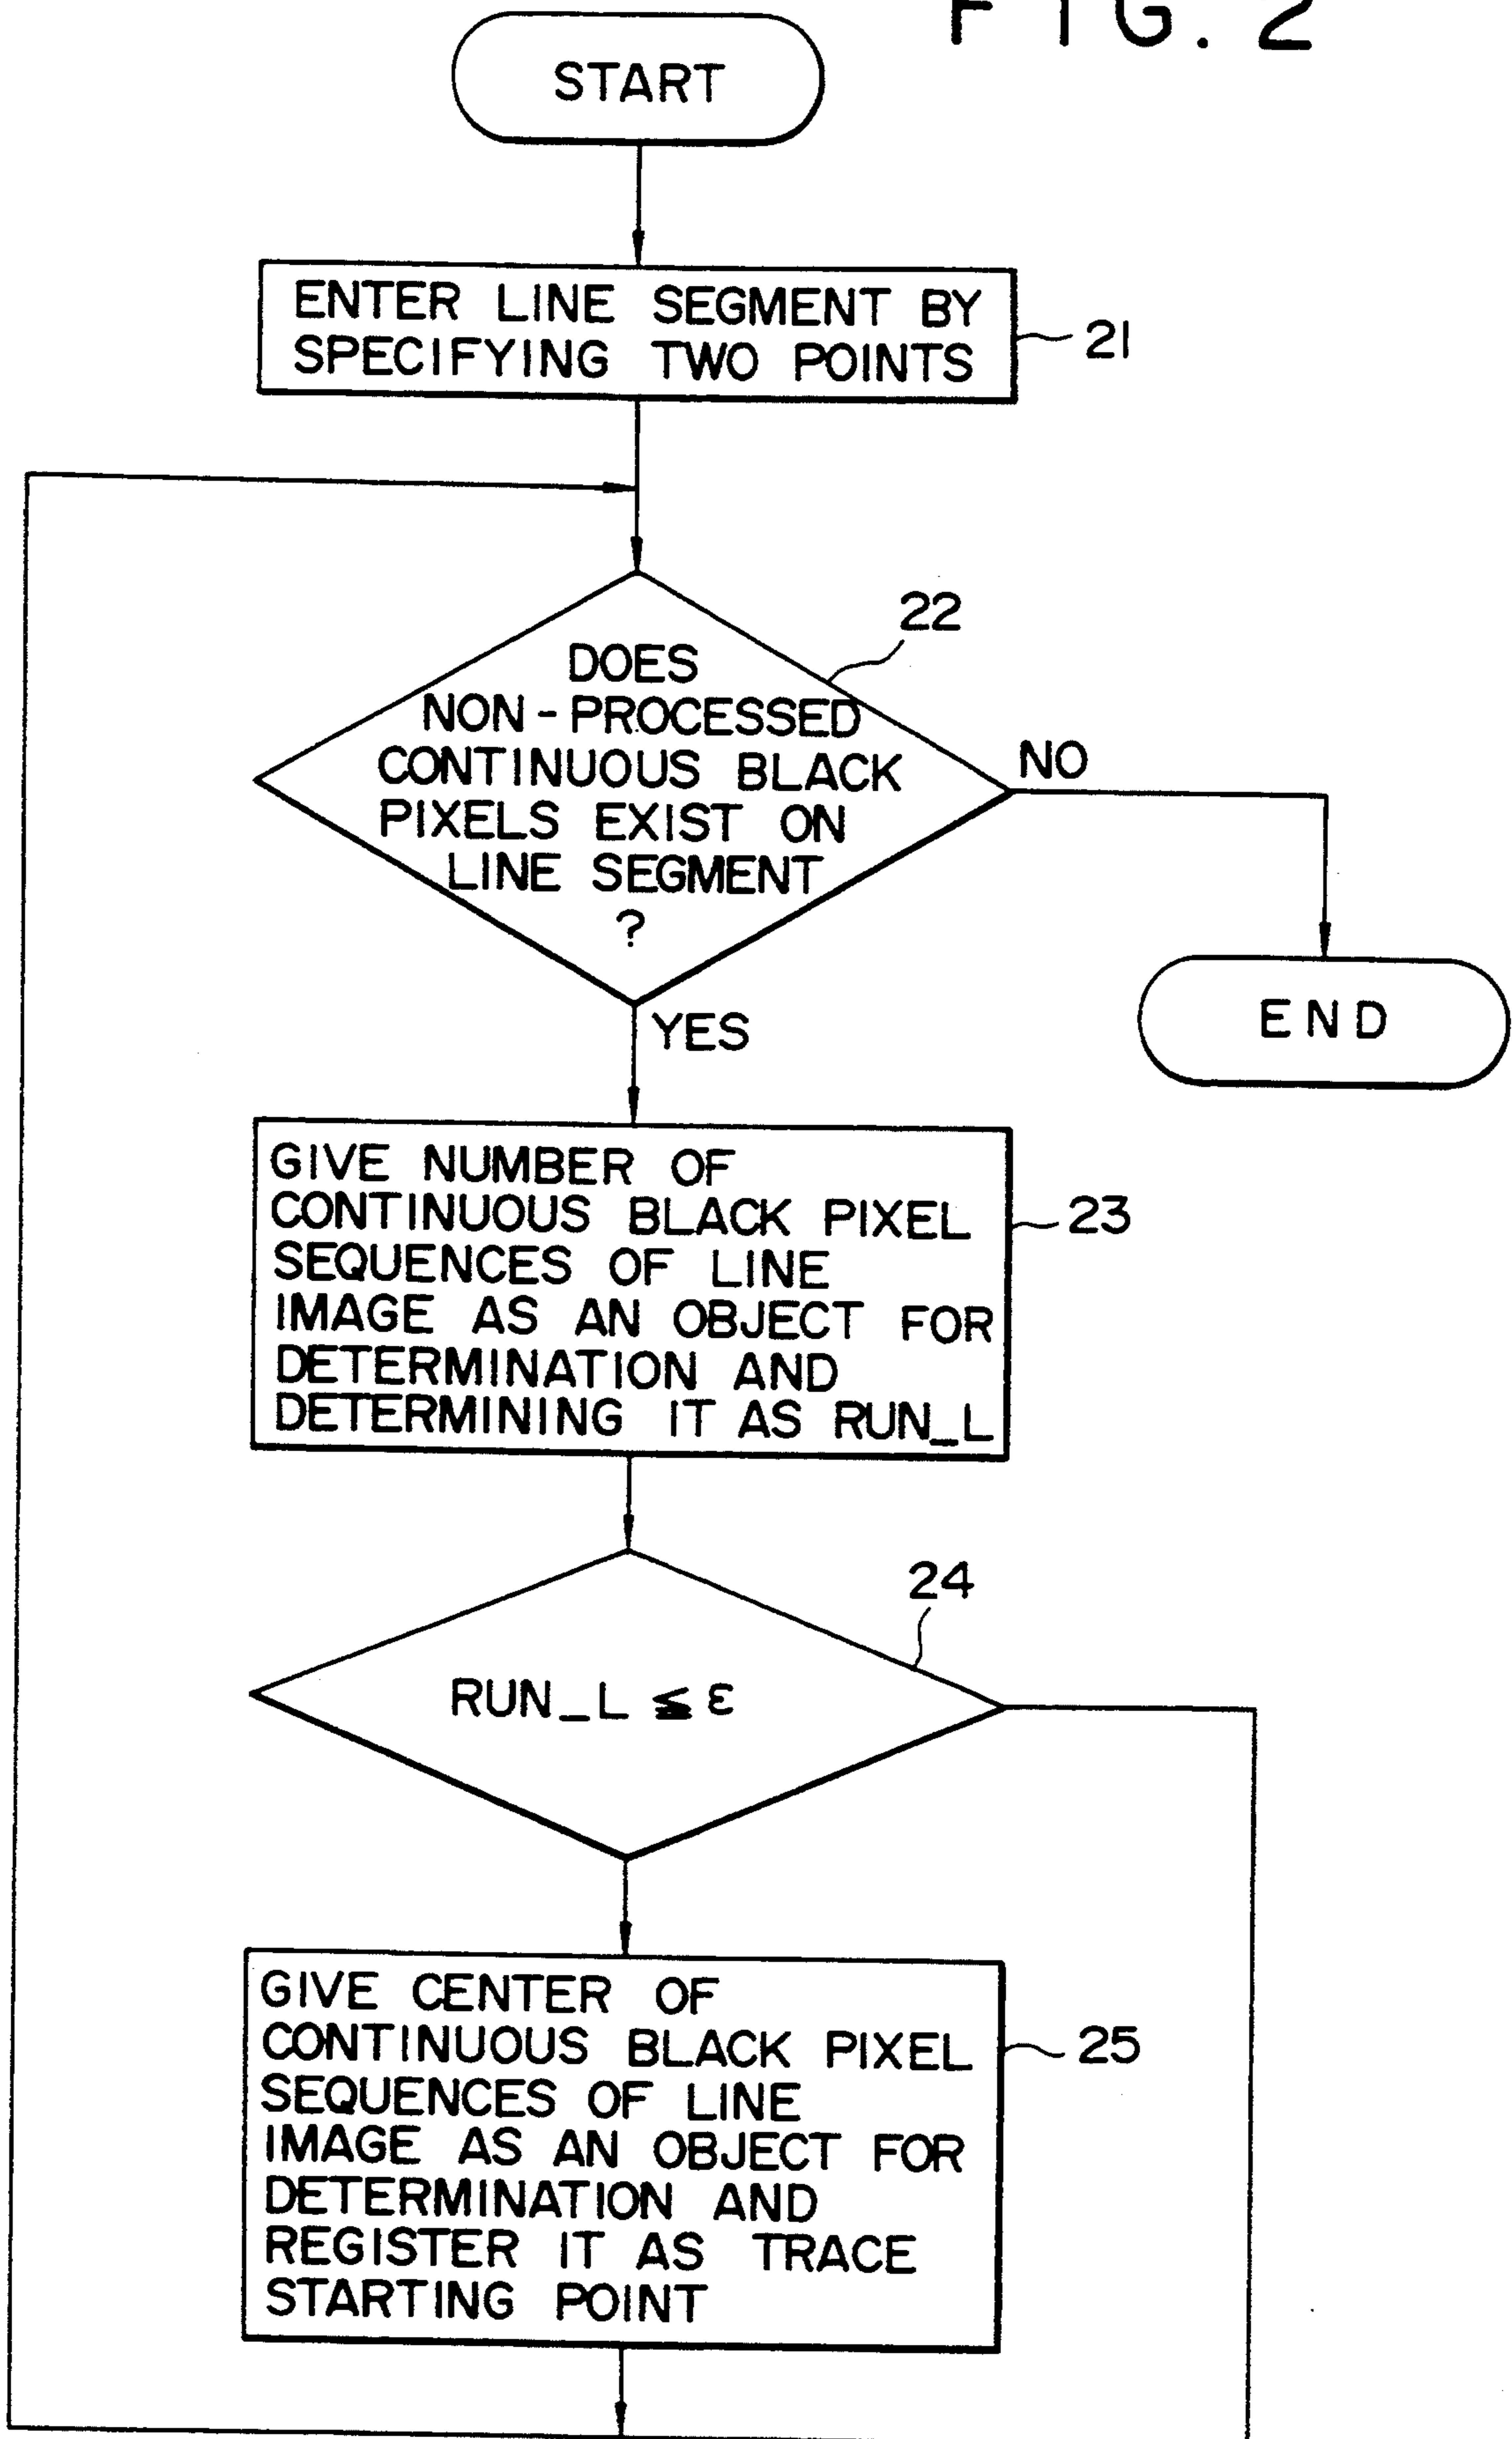 FIG. 2
START
ENTER LINE SEGMENT BY
SPECIFYING TWO POINTS
21
22
DOES
NON-PROCESSED
CONTINUOUS BLACK
PIXELS EXIST ON
LINE SEGMENT
?
NO
END
YES
GIVE NUMBER OF
CONTINUOUS BLACK PIXEL
SEQUENCES OF LINE
IMAGE AS AN OBJECT FOR
DETERMINATION AND
DETERMINING IT AS RUN_L
23
24
RUN_L ≦ ε
GIVE CENTER OF
CONTINUOUS BLACK PIXEL
SEQUENCES OF LINE
IMAGE AS AN OBJECT FOR
DETERMINATION AND
REGISTER IT AS TRACE
STARTING POINT
25